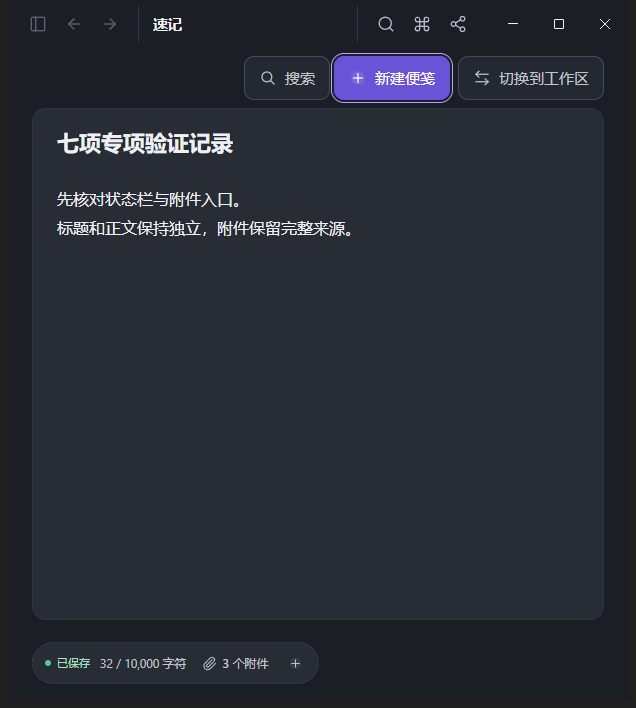 速记
搜索
新建便笺
切换到工作区
七项专项验证记录
先核对状态栏与附件入口。
标题和正文保持独立，附件保留完整来源。
已保存 32 / 10,000 字符 3 个附件